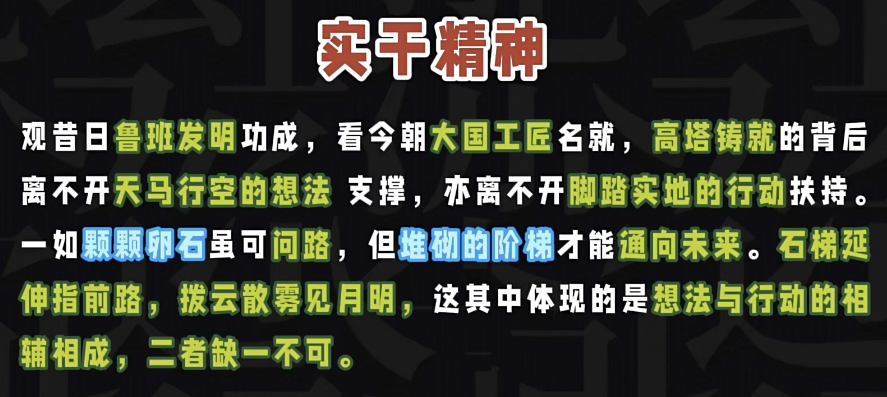 实干精神
观昔日鲁班发明功成，看今朝大国工匠名就，高塔铸就的背后
离不开天马行空的想法 支撑，亦离不开脚踏实地的行动扶持。
一如颗颗卵石虽可问路，但堆砌的阶梯才能通向未来。石梯延
伸指前路，拨云散雾见月明，这其中体现的是想法与行动的相
辅相成，二者缺一不可。